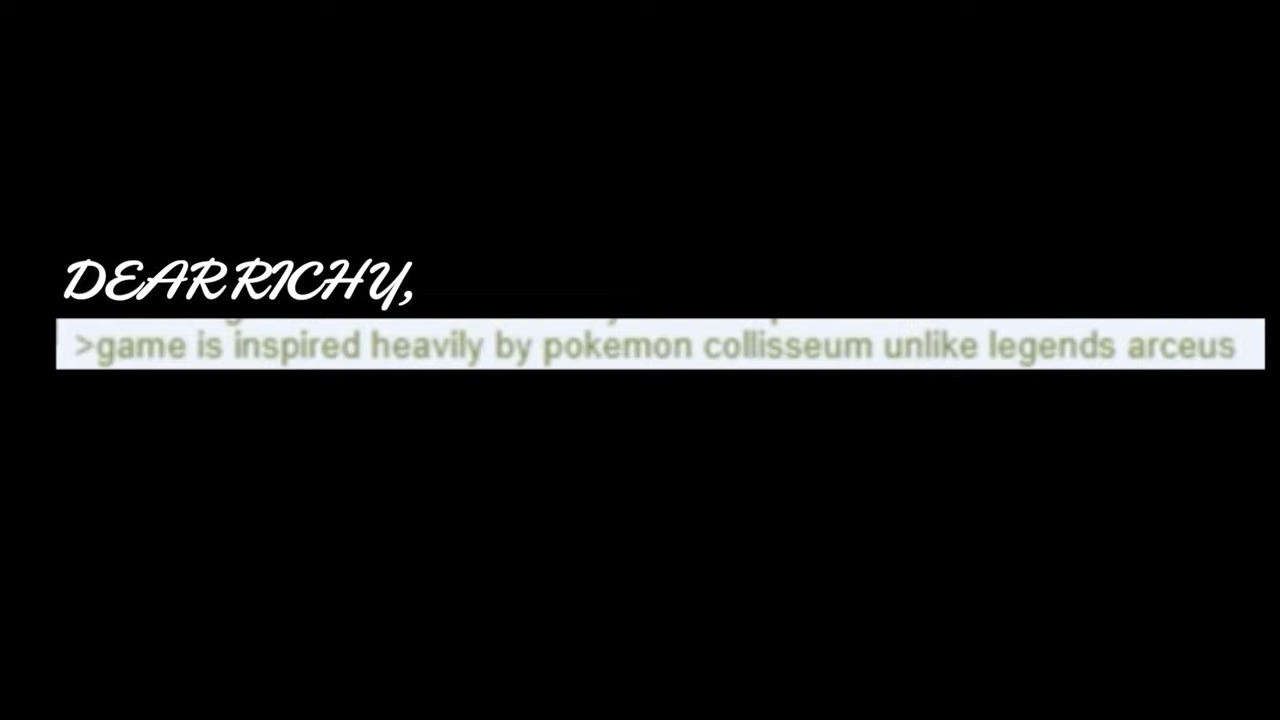 DEAR RICHY,
>game is inspired heavily by pokemon collisseum unlike legends arceus